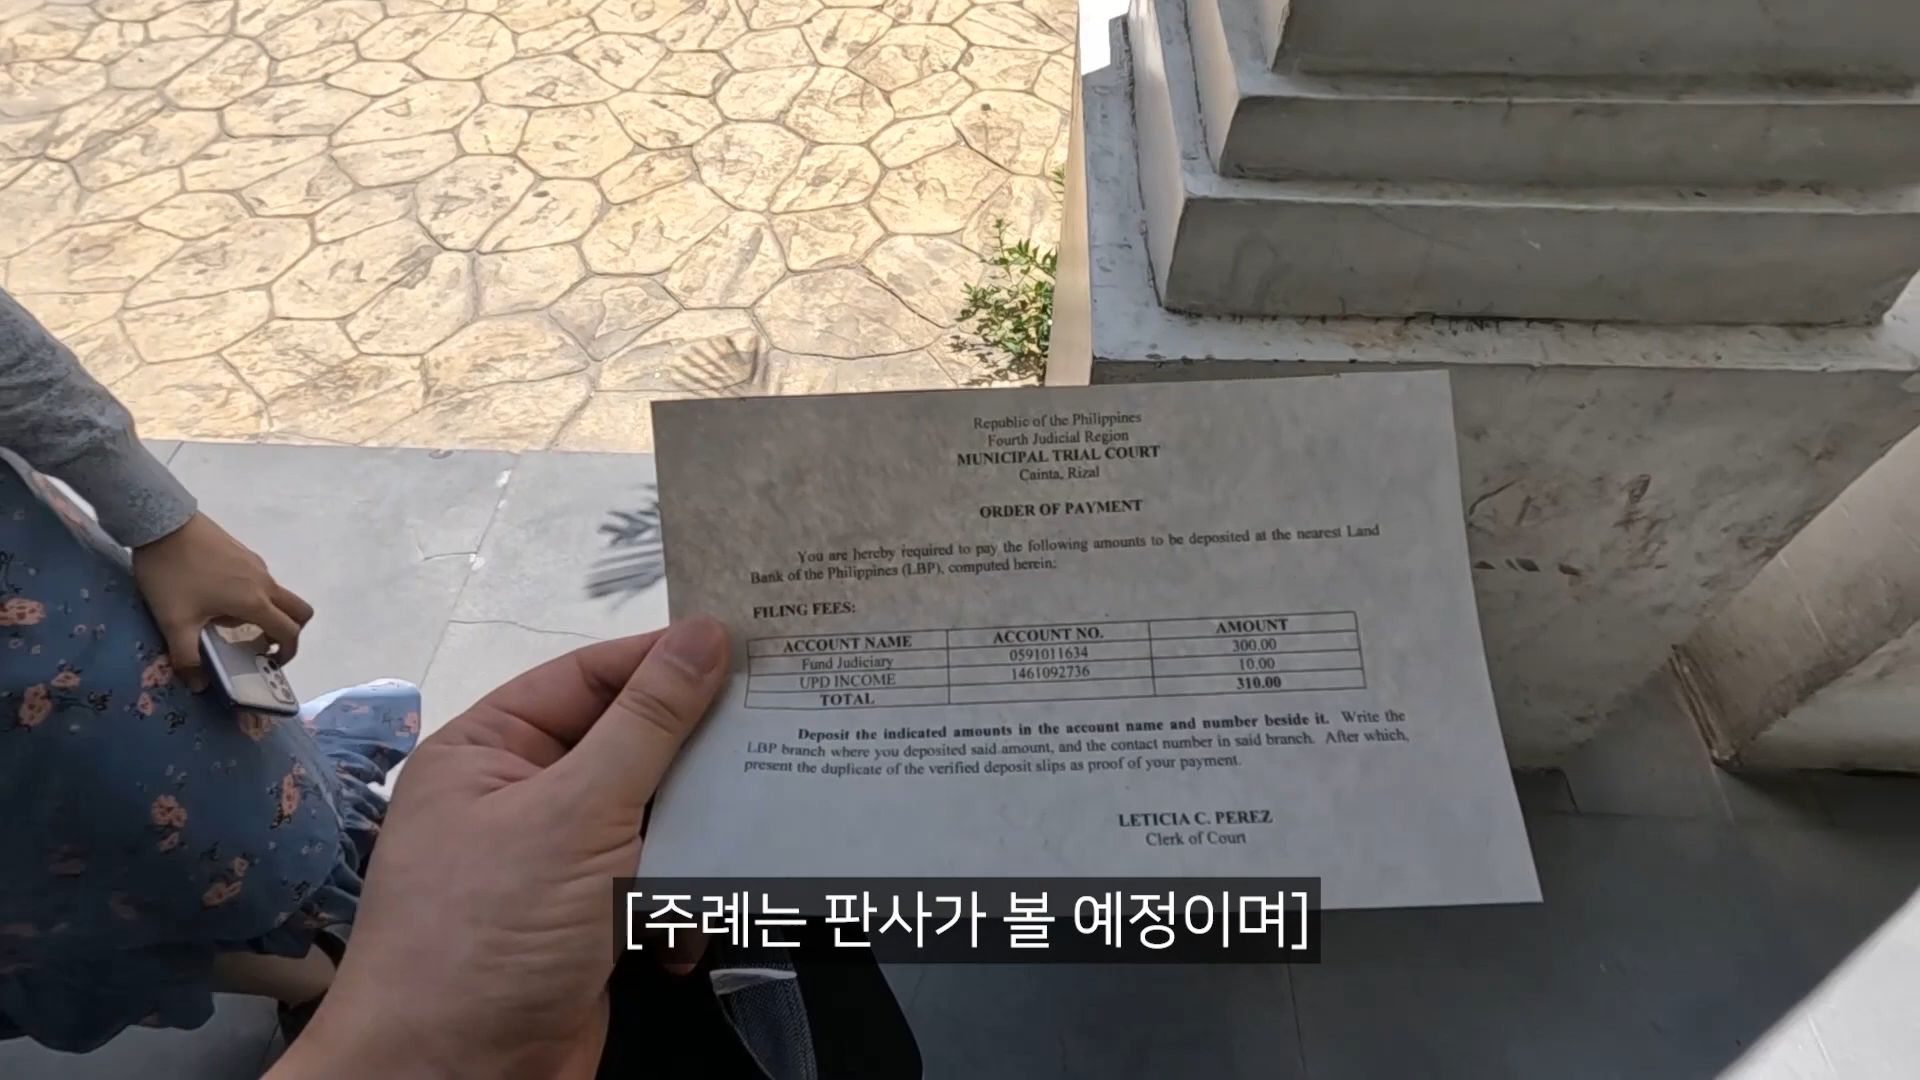 Republic of the Philippines
Fourth Judicial Region
MUNICIPAL TRIAL COURT
Cainta, Rizal
ORDER OF PAYMENT
You are hereby required to pay the following amounts to be deposited at the nearest Land
Bank of the Philippines (LBP), computed herein:
FILING FEES:
ACCOUNT NAME ACCOUNT NO. AMOUNT
Fund Judiciary 0591011634 300.00
UPD INCOME 1461092736 10.00
TOTAL 310.00
Deposit the indicated amounts in the account name and number beside it. Write the
LBP branch where you deposited said amount, and the contact number in said branch. After which,
present the duplicate of the verified deposit slips as proof of your payment.
LETICIA C. PEREZ
Clerk of Court
[주례는 판사가 볼 예정이며]